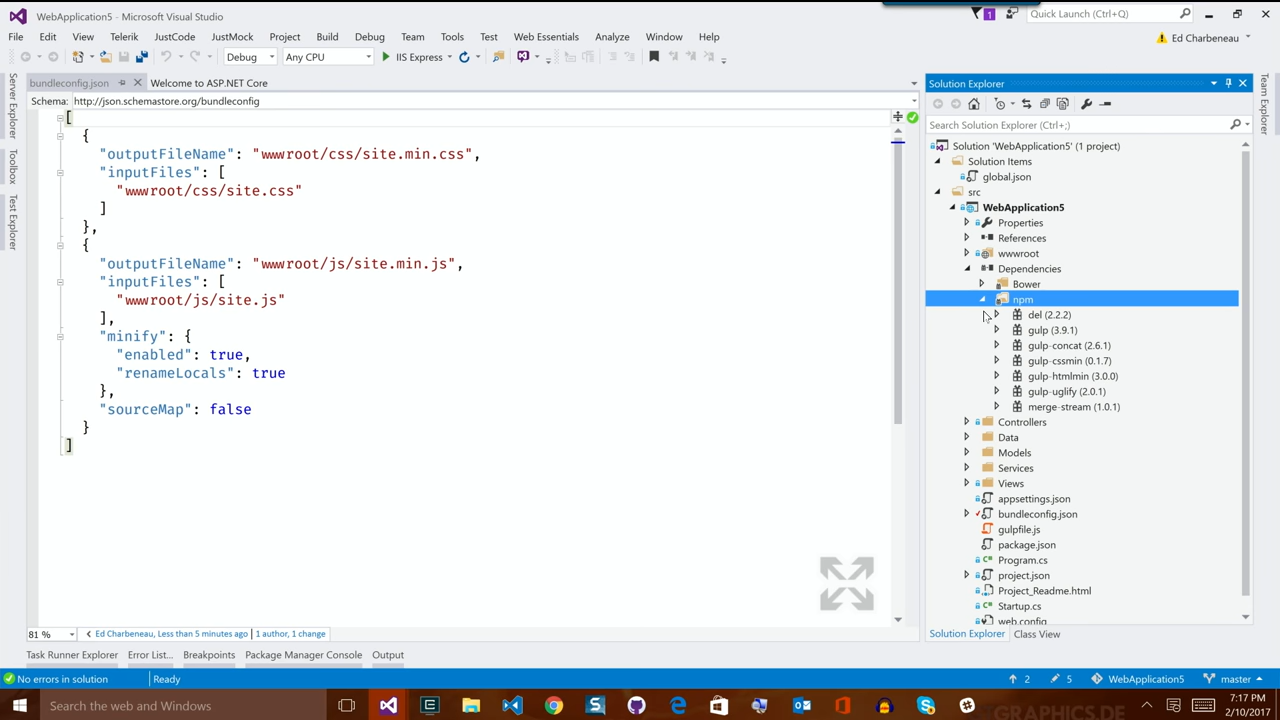 WebApplication5 - Microsoft Visual Studio
1
Quick Launch (Ctrl+Q)
File Edit View Telerik JustCode JustMock Project Build Debug Team Tools Test Web Essentials Analyze Window Help
Ed Charbeneau
Debug Any CPU IIS Express
Server Explorer
Toolbox
Test Explorer
bundleconfig.json Welcome to ASP.NET Core
Schema: http://json.schemastore.org/bundleconfig
[
{
"outputFileName": "wwwroot/css/site.min.css",
"inputFiles": [
"wwwroot/css/site.css"
]
},
{
"outputFileName": "wwwroot/js/site.min.js",
"inputFiles": [
"wwwroot/js/site.js"
],
"minify": {
"enabled": true,
"renameLocals": true
},
"sourceMap": false
}
]
81 %
Ed Charbeneau, Less than 5 minutes ago | 1 author, 1 change
Solution Explorer
Search Solution Explorer (Ctrl+;)
Solution 'WebApplication5' (1 project)
Solution Items
global.json
src
WebApplication5
Properties
References
wwwroot
Dependencies
Bower
npm
del (2.2.2)
gulp (3.9.1)
gulp-concat (2.6.1)
gulp-cssmin (0.1.7)
gulp-htmlmin (3.0.0)
gulp-uglify (2.0.1)
merge-stream (1.0.1)
Controllers
Data
Models
Services
Views
appsettings.json
bundleconfig.json
gulpfile.js
package.json
Program.cs
project.json
Project_Readme.html
Startup.cs
web.config
Solution Explorer Class View
Team Explorer
Task Runner Explorer Error List... Breakpoints Package Manager Console Output
No errors in solution Ready
2 5 WebApplication5 master
Search the web and Windows
7:17 PM
2/10/2017